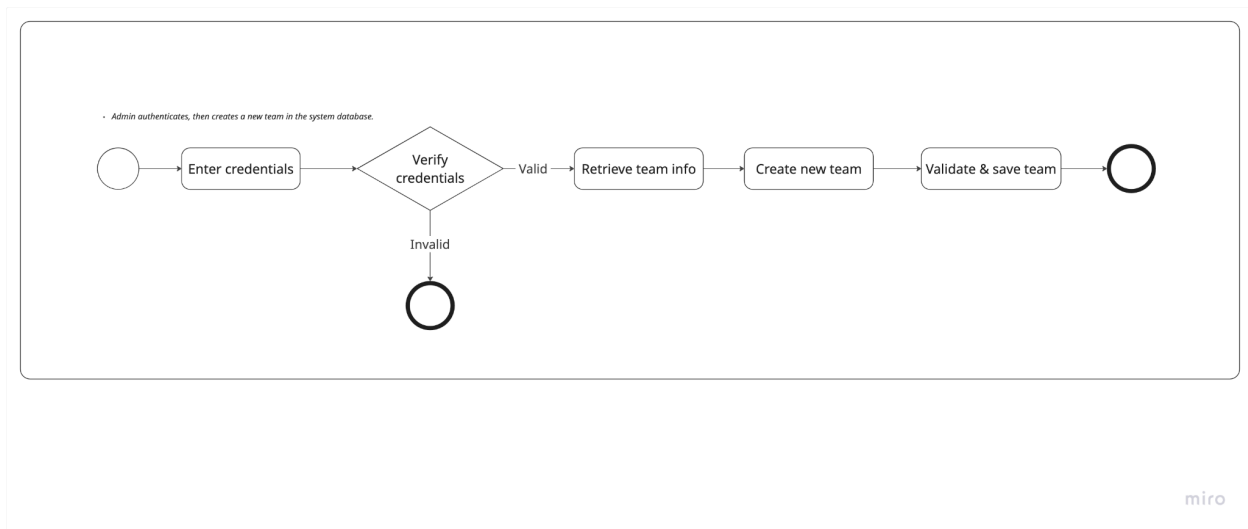 - Admin authenticates, then creates a new team in the system database.
Enter credentials
Verify
credentials
Valid
Retrieve team info
Create new team
Validate & save team
Invalid
miro